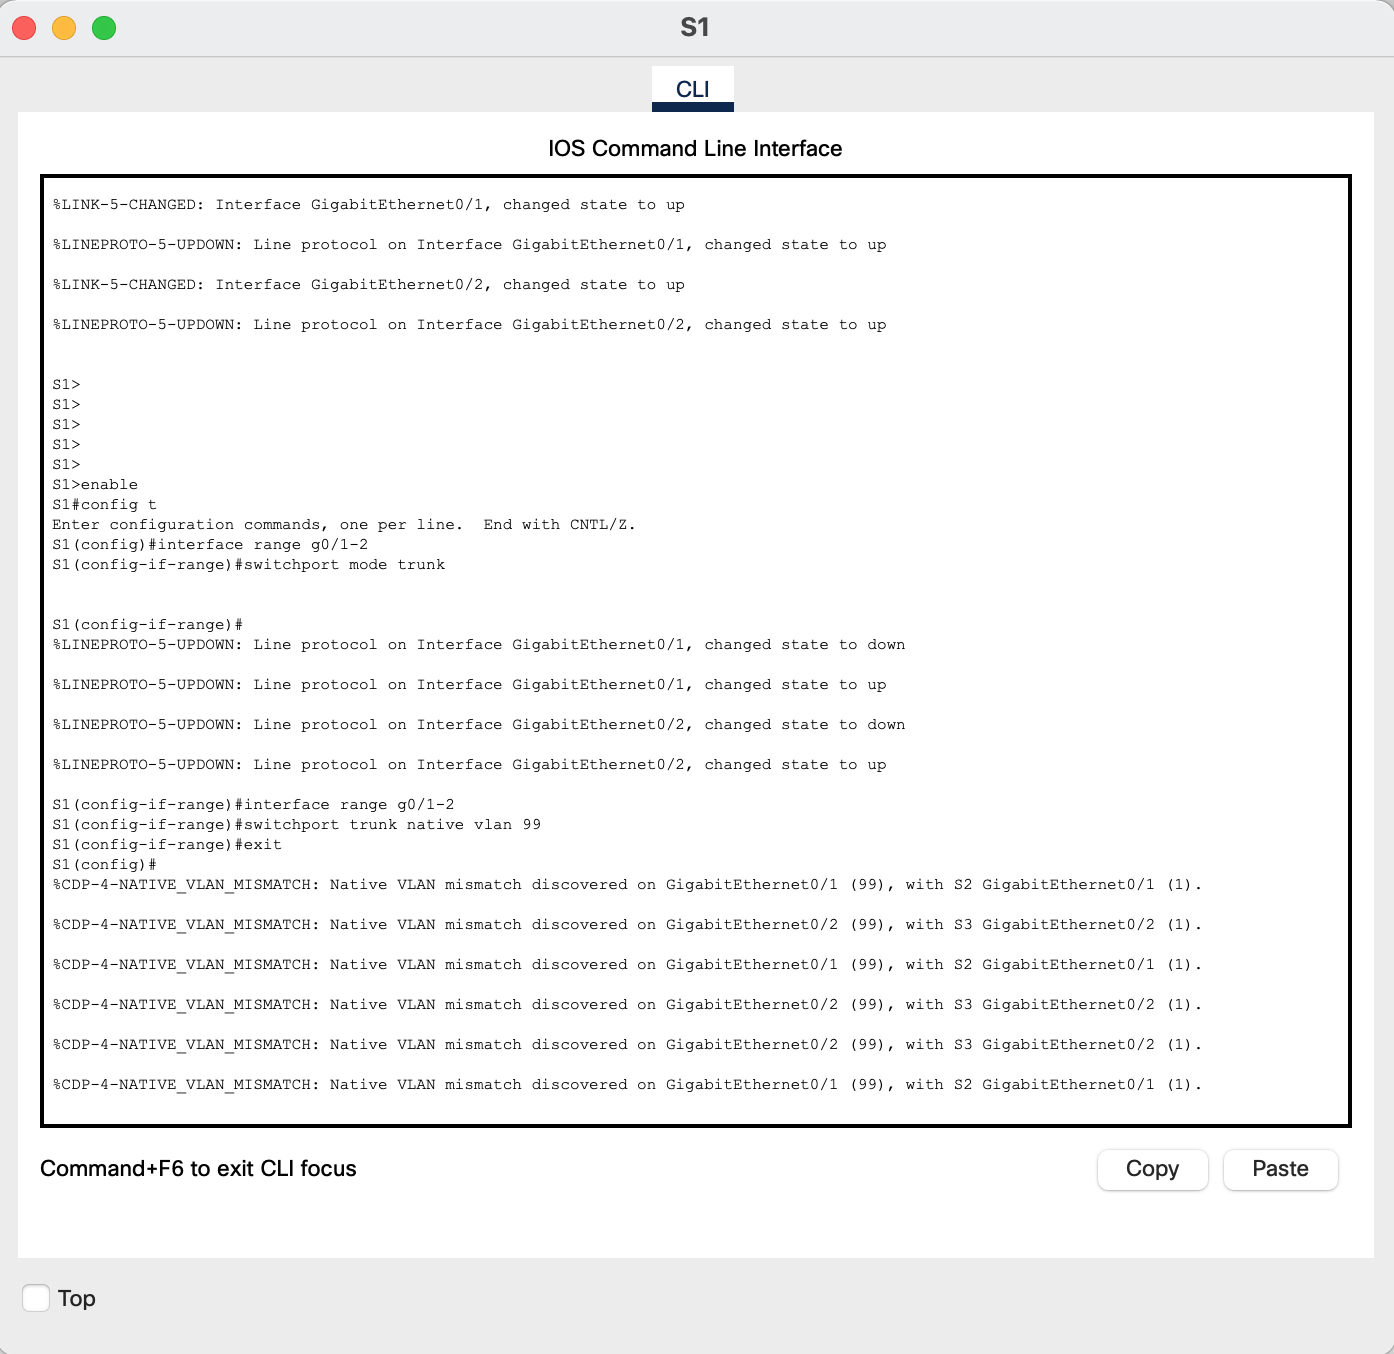 S1
CLI
IOS Command Line Interface
%LINK-5-CHANGED: Interface GigabitEthernet0/1, changed state to up
%LINEPROTO-5-UPDOWN: Line protocol on Interface GigabitEthernet0/1, changed state to up
%LINK-5-CHANGED: Interface GigabitEthernet0/2, changed state to up
%LINEPROTO-5-UPDOWN: Line protocol on Interface GigabitEthernet0/2, changed state to up
S1>
S1>
S1>
S1>
S1>
S1>enable
S1#config t
Enter configuration commands, one per line.  End with CNTL/Z.
S1(config)#interface range g0/1-2
S1(config-if-range)#switchport mode trunk
S1(config-if-range)#
%LINEPROTO-5-UPDOWN: Line protocol on Interface GigabitEthernet0/1, changed state to down
%LINEPROTO-5-UPDOWN: Line protocol on Interface GigabitEthernet0/1, changed state to up
%LINEPROTO-5-UPDOWN: Line protocol on Interface GigabitEthernet0/2, changed state to down
%LINEPROTO-5-UPDOWN: Line protocol on Interface GigabitEthernet0/2, changed state to up
S1(config-if-range)#interface range g0/1-2
S1(config-if-range)#switchport trunk native vlan 99
S1(config-if-range)#exit
S1(config)#
%CDP-4-NATIVE_VLAN_MISMATCH: Native VLAN mismatch discovered on GigabitEthernet0/1 (99), with S2 GigabitEthernet0/1 (1).
%CDP-4-NATIVE_VLAN_MISMATCH: Native VLAN mismatch discovered on GigabitEthernet0/2 (99), with S3 GigabitEthernet0/2 (1).
%CDP-4-NATIVE_VLAN_MISMATCH: Native VLAN mismatch discovered on GigabitEthernet0/1 (99), with S2 GigabitEthernet0/1 (1).
%CDP-4-NATIVE_VLAN_MISMATCH: Native VLAN mismatch discovered on GigabitEthernet0/2 (99), with S3 GigabitEthernet0/2 (1).
%CDP-4-NATIVE_VLAN_MISMATCH: Native VLAN mismatch discovered on GigabitEthernet0/2 (99), with S3 GigabitEthernet0/2 (1).
%CDP-4-NATIVE_VLAN_MISMATCH: Native VLAN mismatch discovered on GigabitEthernet0/1 (99), with S2 GigabitEthernet0/1 (1).
Command+F6 to exit CLI focus
Copy
Paste
Top